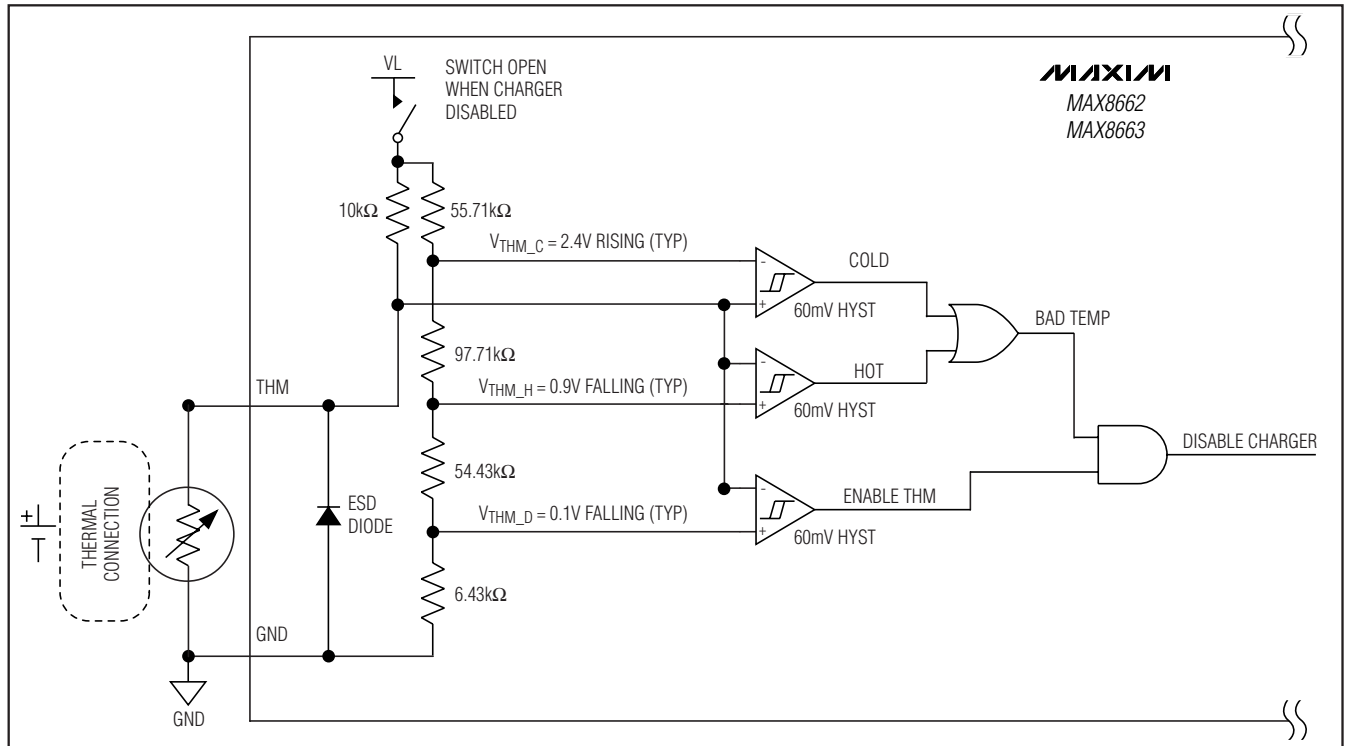 VL
SWITCH OPEN
WHEN CHARGER
DISABLED
MAXIM
MAX8662
MAX8663
10kΩ
55.71kΩ
VTHM_C = 2.4V RISING (TYP)
-
+
COLD
60mV HYST
BAD TEMP
97.71kΩ
THM
VTHM_H = 0.9V FALLING (TYP)
-
+
HOT
60mV HYST
DISABLE CHARGER
54.43kΩ
+
THERMAL
CONNECTION
ESD
DIODE
VTHM_D = 0.1V FALLING (TYP)
-
+
ENABLE THM
60mV HYST
6.43kΩ
GND
GND